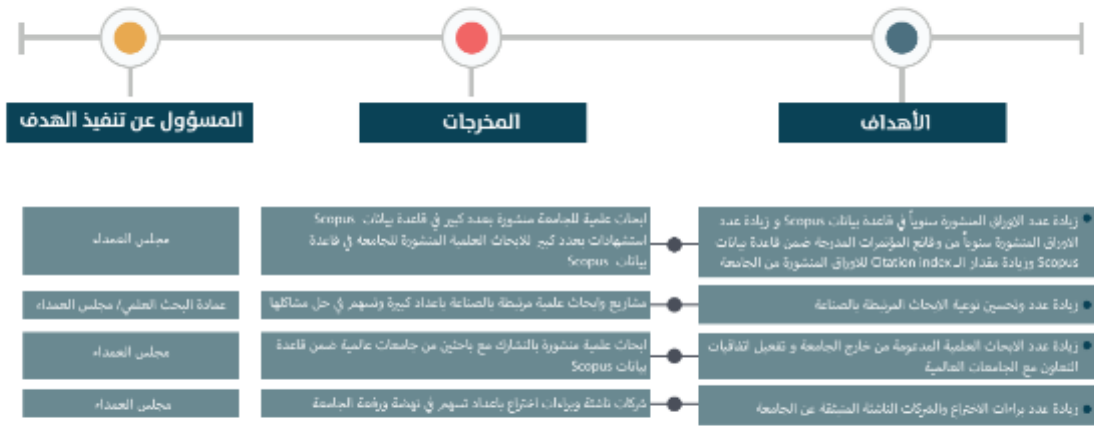 الأهداف
المخرجات
المسؤول عن تنفيذ الهدف
زيادة عدد الاوراق المنشورة سنوياً في قاعدة بيانات Scopus و زيادة عدد
الاوراق المنشورة سنوياً من وقائع المؤتمرات المدرجة ضمن قاعدة بيانات
Scopus وزيادة مقدار الـ Citation Index للاوراق المنشورة من الجامعة
ابحاث علمية للجامعة منشورة بعدد كبير في قاعدة بيانات Scopus
استشهادات بعدد كبير للابحاث العلمية المنشورة للجامعة في قاعدة
بيانات Scopus
مجلس العمداء
زيادة عدد وتحسين نوعية الابحاث المرتبطة بالصناعة
مشاريع وابحاث علمية مرتبطة بالصناعة باعداد كبيرة وتسهم في حل مشاكلها
عمادة البحث العلمي/ مجلس العمداء
زيادة عدد الابحاث العلمية المدعومة من خارج الجامعة و تفعيل اتفاقيات
التعاون مع الجامعات العالمية
ابحاث علمية منشورة بالتشارك مع باحثين من جامعات عالمية ضمن قاعدة
بيانات Scopus
مجلس العمداء
زيادة عدد براءات الاختراع والشركات الناشئة المنبثقة عن الجامعة
شركات ناشئة وبراءات اختراع باعداد تسهم في نهضة ورفعة الجامعة
مجلس العمداء